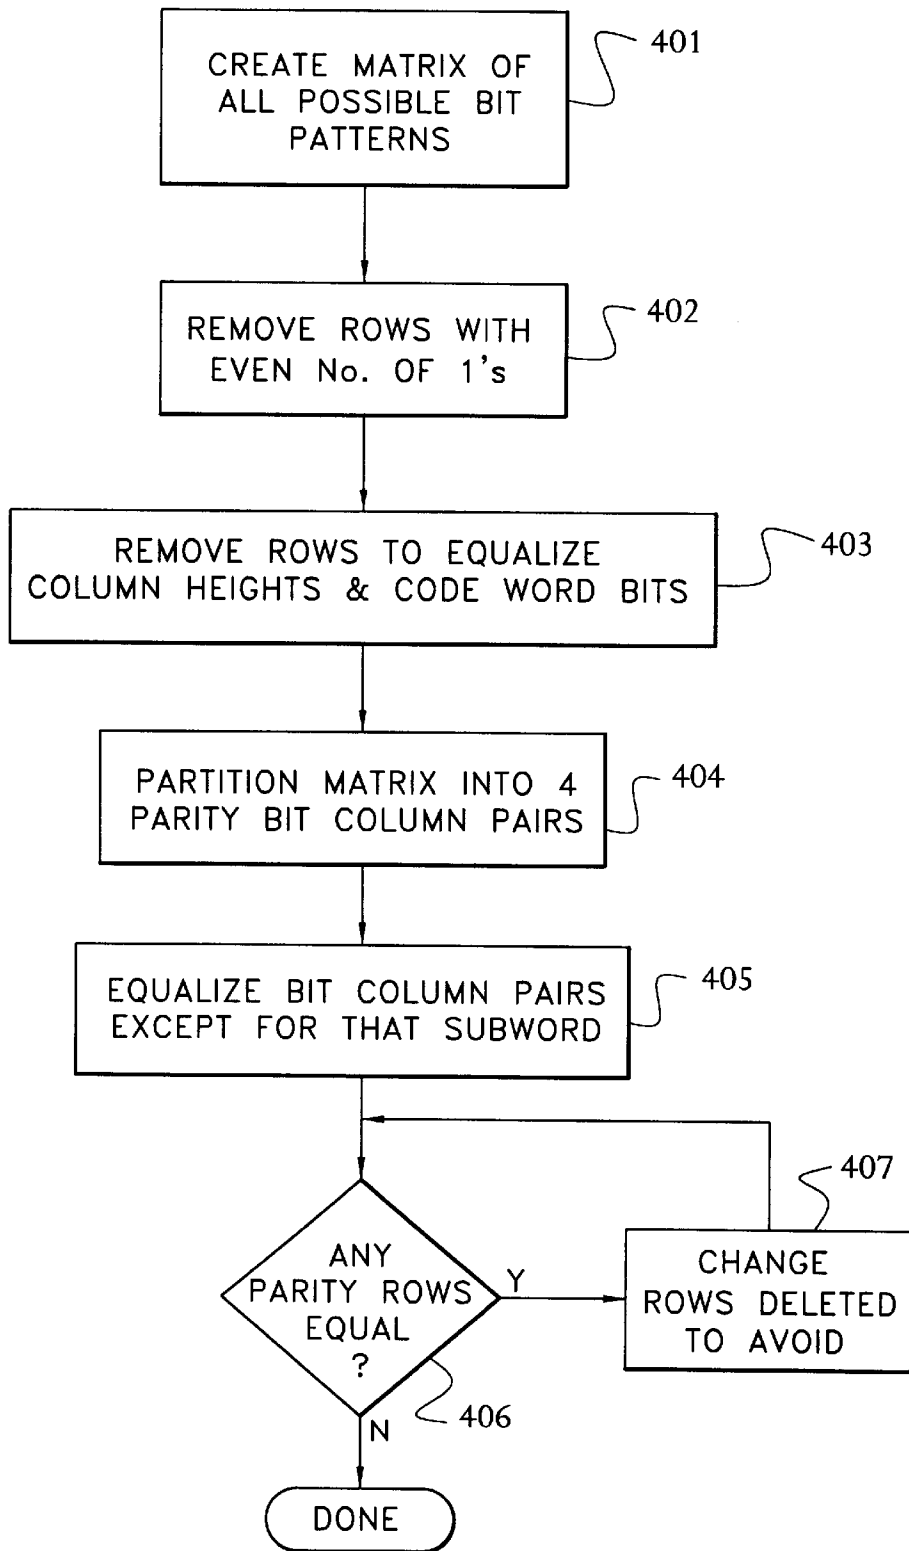 CREATE MATRIX OF
ALL POSSIBLE BIT
PATTERNS
401
REMOVE ROWS WITH
EVEN No. OF 1's
402
REMOVE ROWS TO EQUALIZE
COLUMN HEIGHTS & CODE WORD BITS
403
PARTITION MATRIX INTO 4
PARITY BIT COLUMN PAIRS
404
EQUALIZE BIT COLUMN PAIRS
EXCEPT FOR THAT SUBWORD
405
ANY
PARITY ROWS
EQUAL
?
406
Y
407
CHANGE
ROWS DELETED
TO AVOID
N
DONE